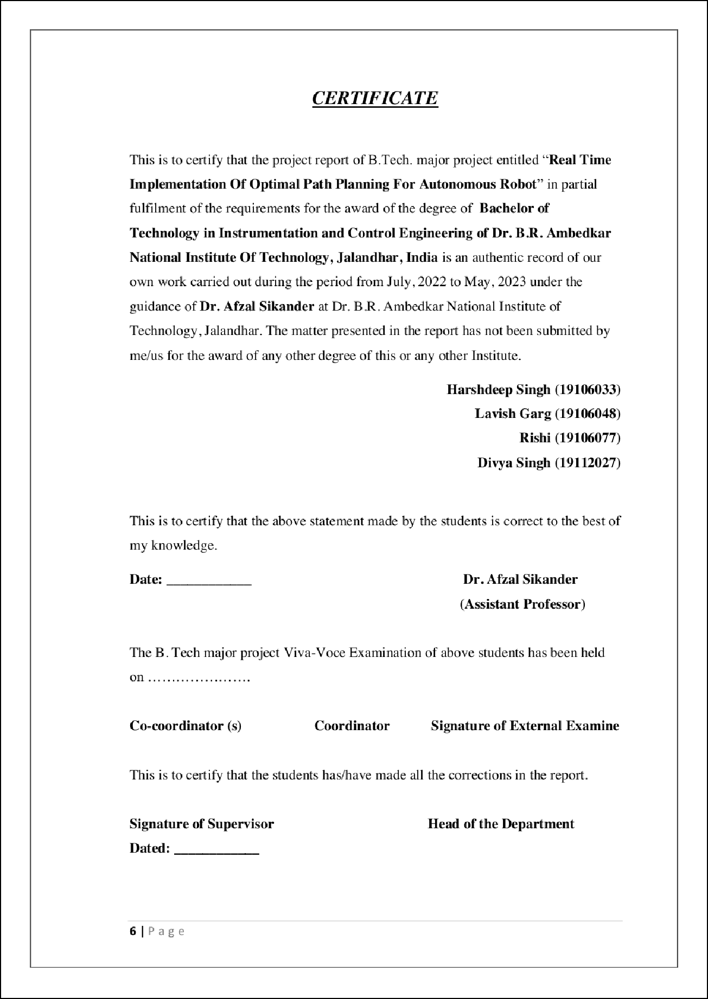 CERTIFICATE
This is to certify that the project report of B.Tech. major project entitled “Real Time
Implementation Of Optimal Path Planning For Autonomous Robot” in partial
fulfilment of the requirements for the award of the degree of  Bachelor of
Technology in Instrumentation and Control Engineering of Dr. B.R. Ambedkar
National Institute Of Technology, Jalandhar, India is an authentic record of our
own work carried out during the period from July, 2022 to May, 2023 under the
guidance of Dr. Afzal Sikander at Dr. B.R. Ambedkar National Institute of
Technology, Jalandhar. The matter presented in the report has not been submitted by
me/us for the award of any other degree of this or any other Institute.
Harshdeep Singh (19106033)
Lavish Garg (19106048)
Rishi (19106077)
Divya Singh (19112027)
This is to certify that the above statement made by the students is correct to the best of
my knowledge.
Date: ____________ Dr. Afzal Sikander
(Assistant Professor)
The B. Tech major project Viva-Voce Examination of above students has been held
on ………………….
Co-coordinator (s) Coordinator Signature of External Examine
This is to certify that the students has/have made all the corrections in the report.
Signature of Supervisor Head of the Department
Dated: ____________
6 | P a g e